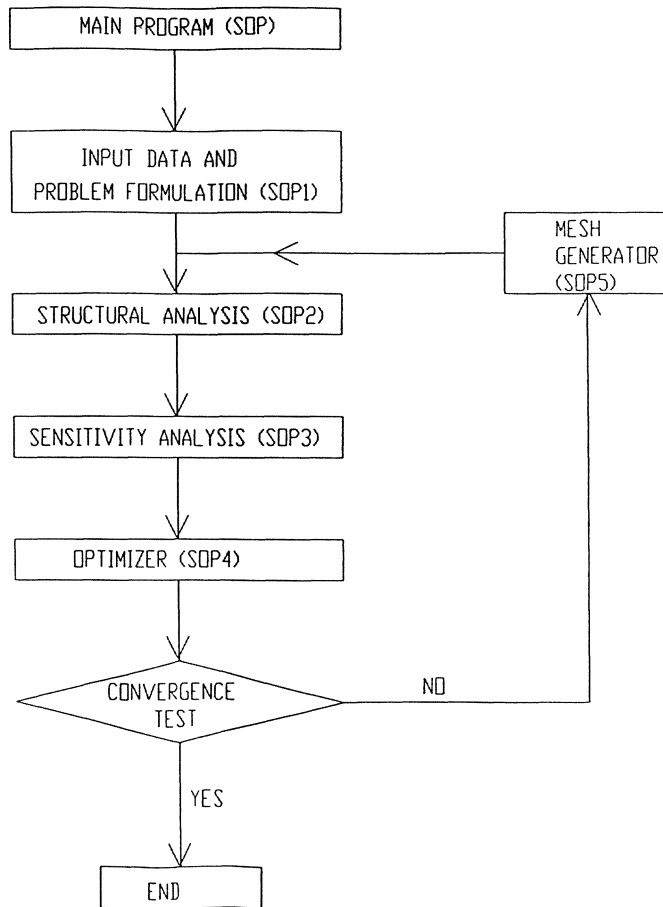 MAIN PROGRAM (SOP)
INPUT DATA AND
PROBLEM FORMULATION (SOP1)
MESH
GENERATOR
(SOP5)
STRUCTURAL ANALYSIS (SOP2)
SENSITIVITY ANALYSIS (SOP3)
OPTIMIZER (SOP4)
CONVERGENCE
TEST
NO
YES
END